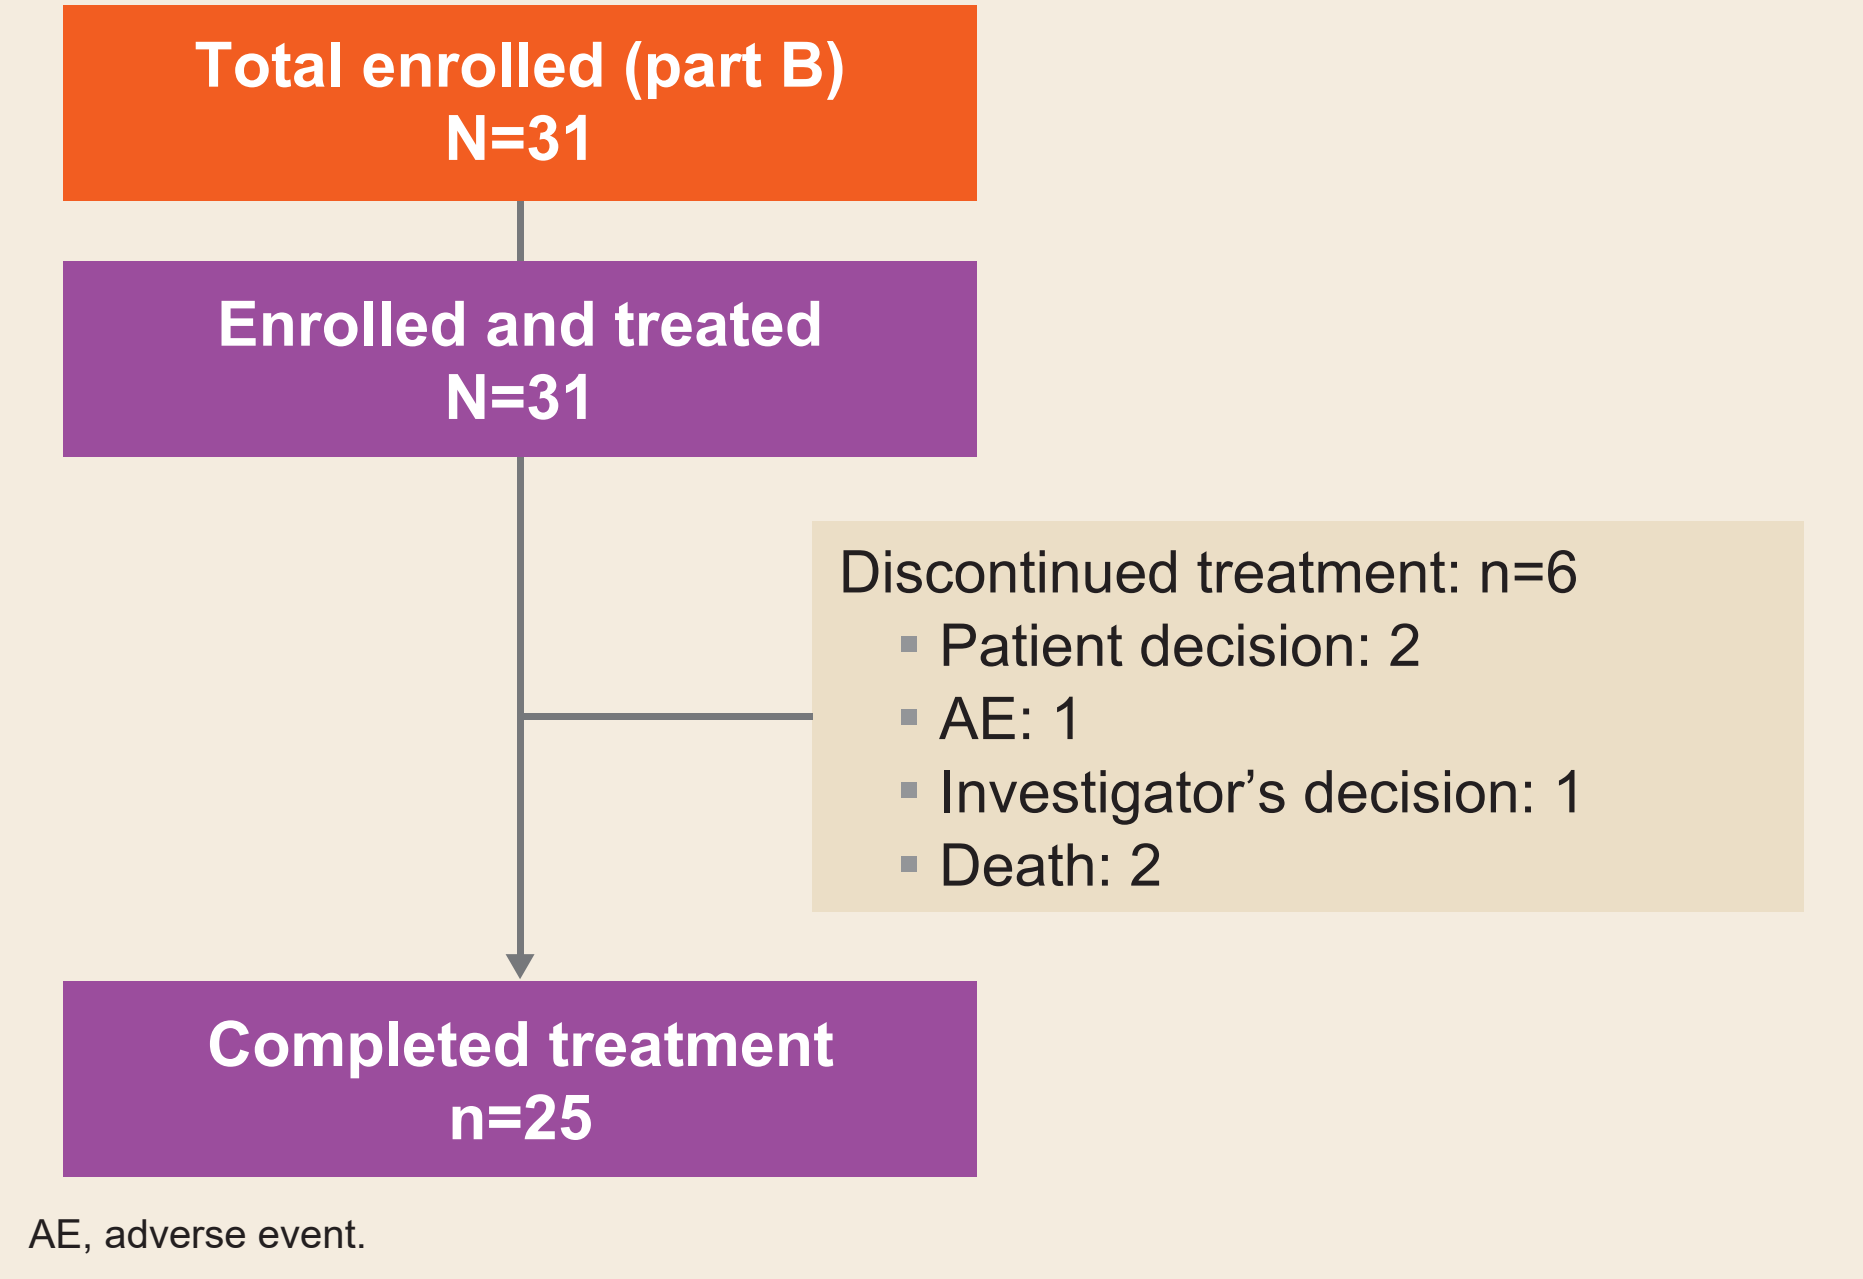 Total enrolled (part B)
N=31
Enrolled and treated
N=31
Discontinued treatment: n=6
▪ Patient decision: 2
▪ AE: 1
▪ Investigator’s decision: 1
▪ Death: 2
Completed treatment
n=25
AE, adverse event.